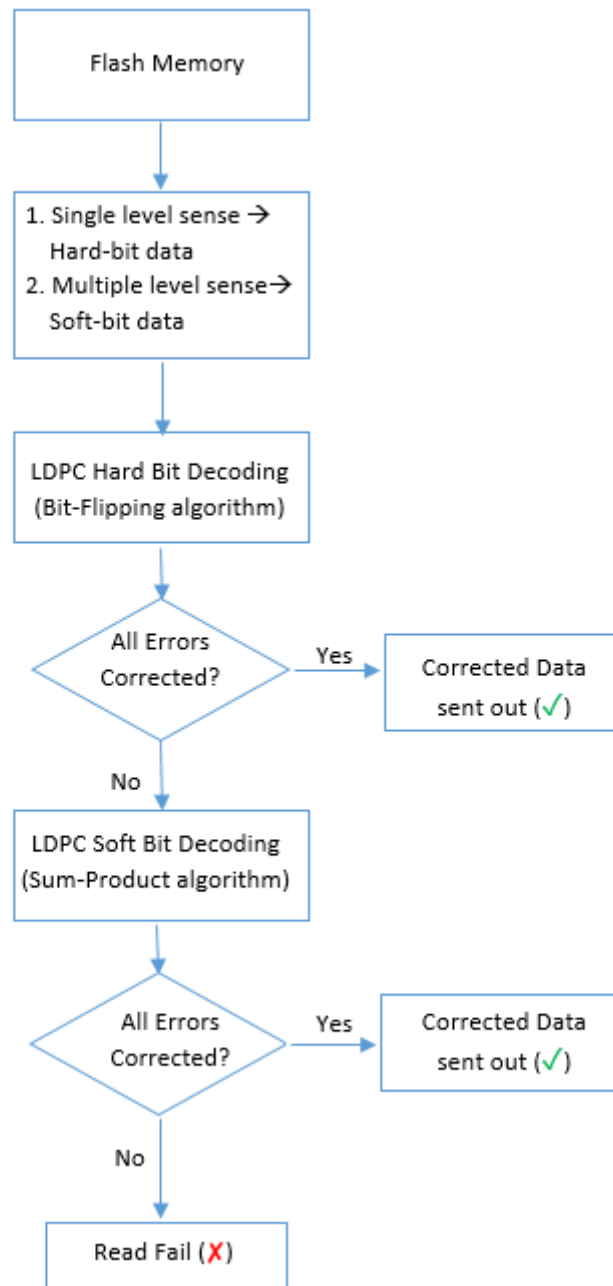 Flash Memory
1. Single level sense →
Hard-bit data
2. Multiple level sense→
Soft-bit data
LDPC Hard Bit Decoding
(Bit-Flipping algorithm)
All Errors
Corrected?
Yes
Corrected Data
sent out (✓)
No
LDPC Soft Bit Decoding
(Sum-Product algorithm)
All Errors
Corrected?
Yes
Corrected Data
sent out (✓)
No
Read Fail (✗)